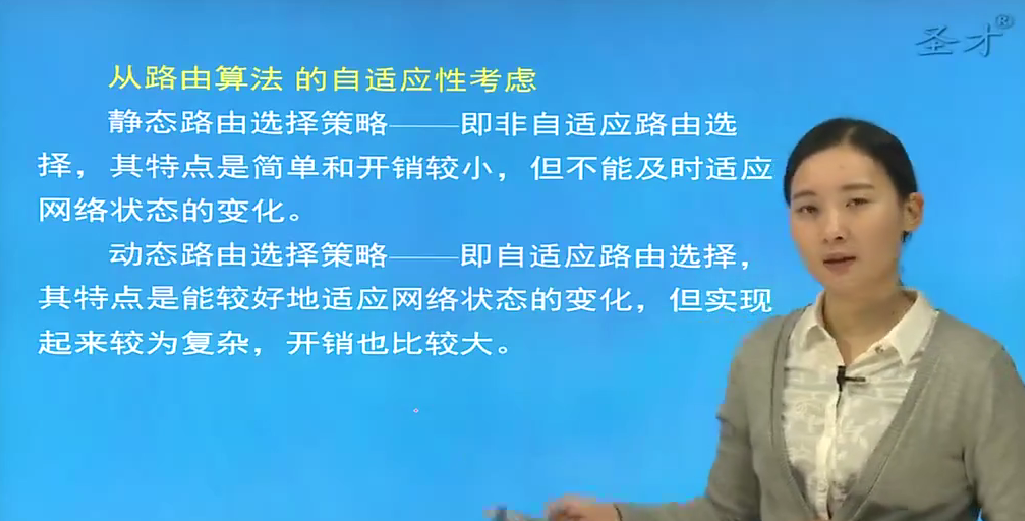 圣才®
从路由算法 的自适应性考虑
静态路由选择策略——即非自适应路由选
择，其特点是简单和开销较小，但不能及时适应
网络状态的变化。
动态路由选择策略——即自适应路由选择，
其特点是能较好地适应网络状态的变化，但实现
起来较为复杂，开销也比较大。